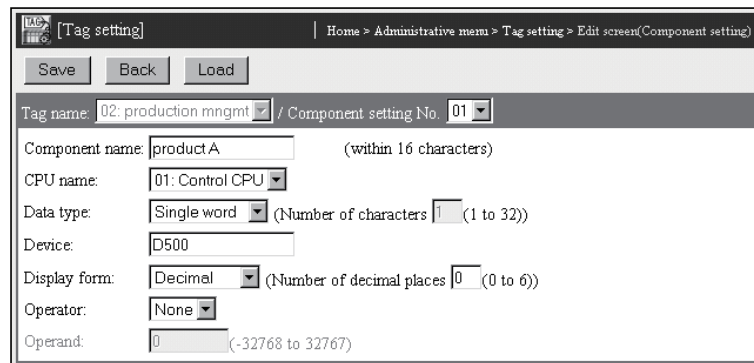 TAG [Tag setting] Home > Administrative menu > Tag setting > Edit screen(Component setting)
Save Back Load
Tag name: 02: production mngmt / Component setting No. 01
Component name: product A (within 16 characters)
CPU name: 01: Control CPU
Data type: Single word (Number of characters 1 (1 to 32))
Device: D500
Display form: Decimal (Number of decimal places 0 (0 to 6))
Operator: None
Operand: 0 (-32768 to 32767)